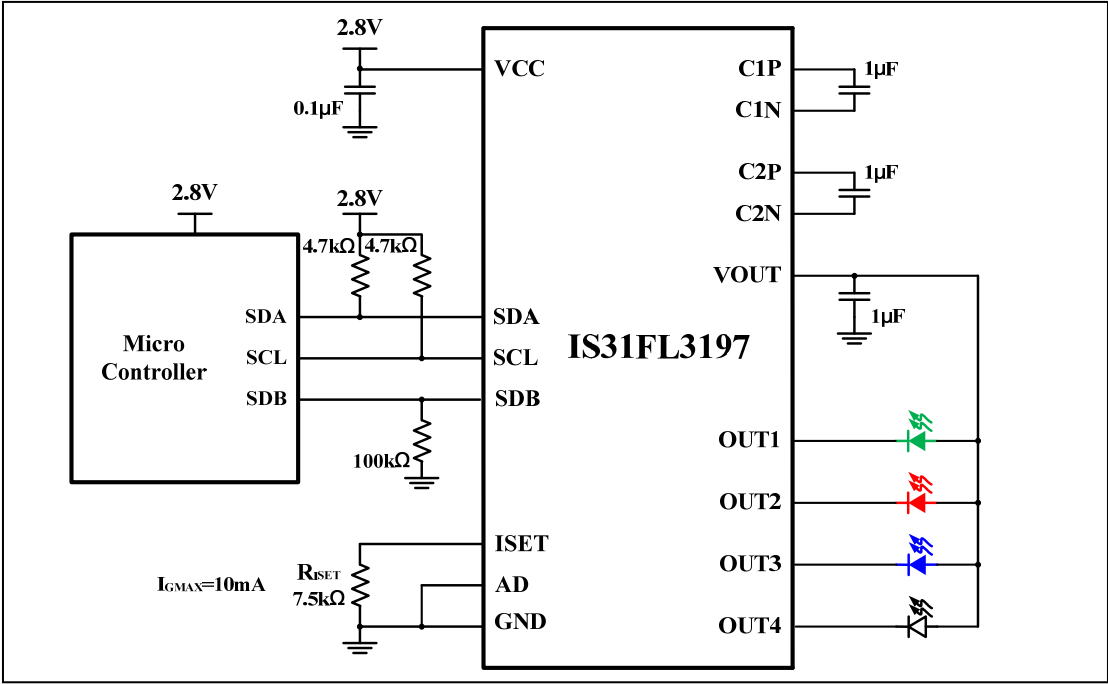 2.8V
VCC
0.1µF
C1P
1µF
C1N
C2P
1µF
C2N
2.8V
2.8V
4.7kΩ 4.7kΩ
VOUT
1µF
SDA
SCL
SDB
Micro
Controller
SDA
SCL
SDB
IS31FL3197
100kΩ
OUT1
OUT2
OUT3
OUT4
ISET
AD
GND
IGMAX=10mA
RISET
7.5kΩ